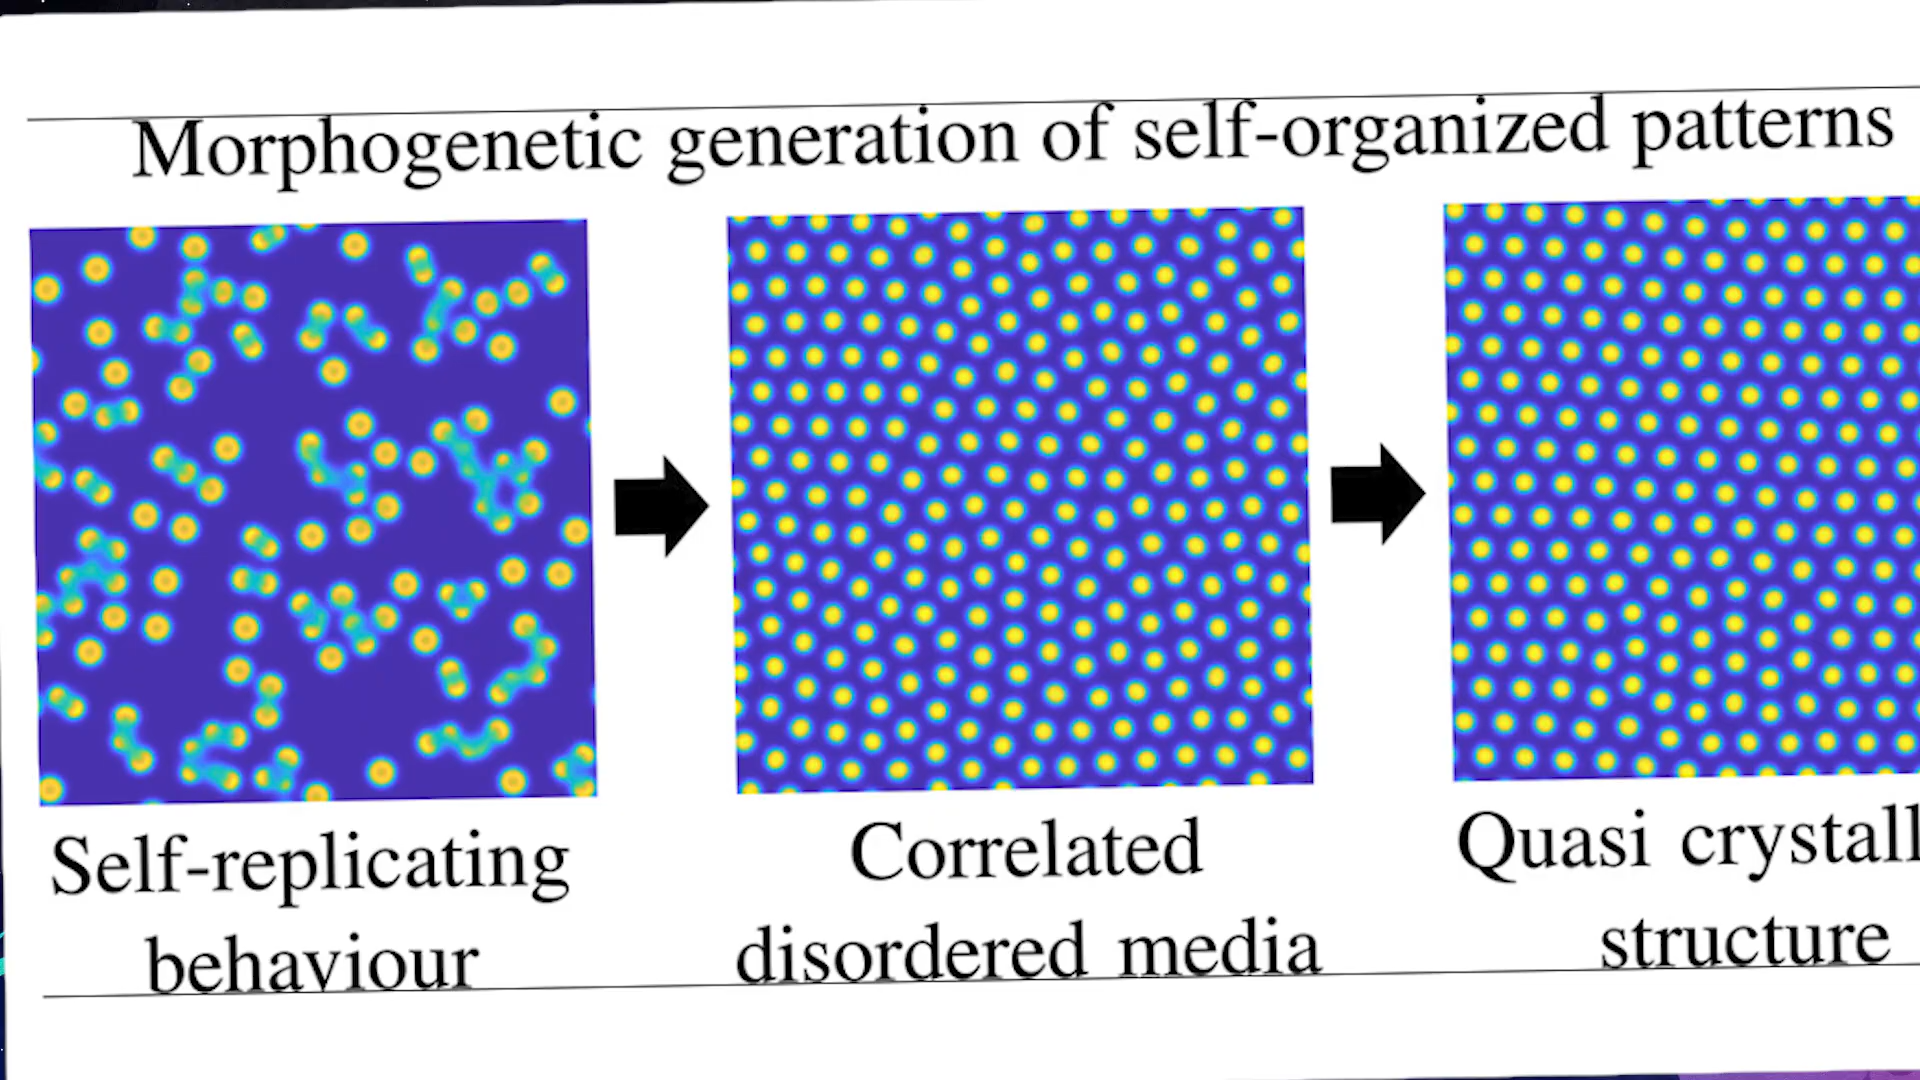 Morphogenetic generation of self-organized patterns
Self-replicating
behaviour
Correlated
disordered media
Quasi crystall
structure